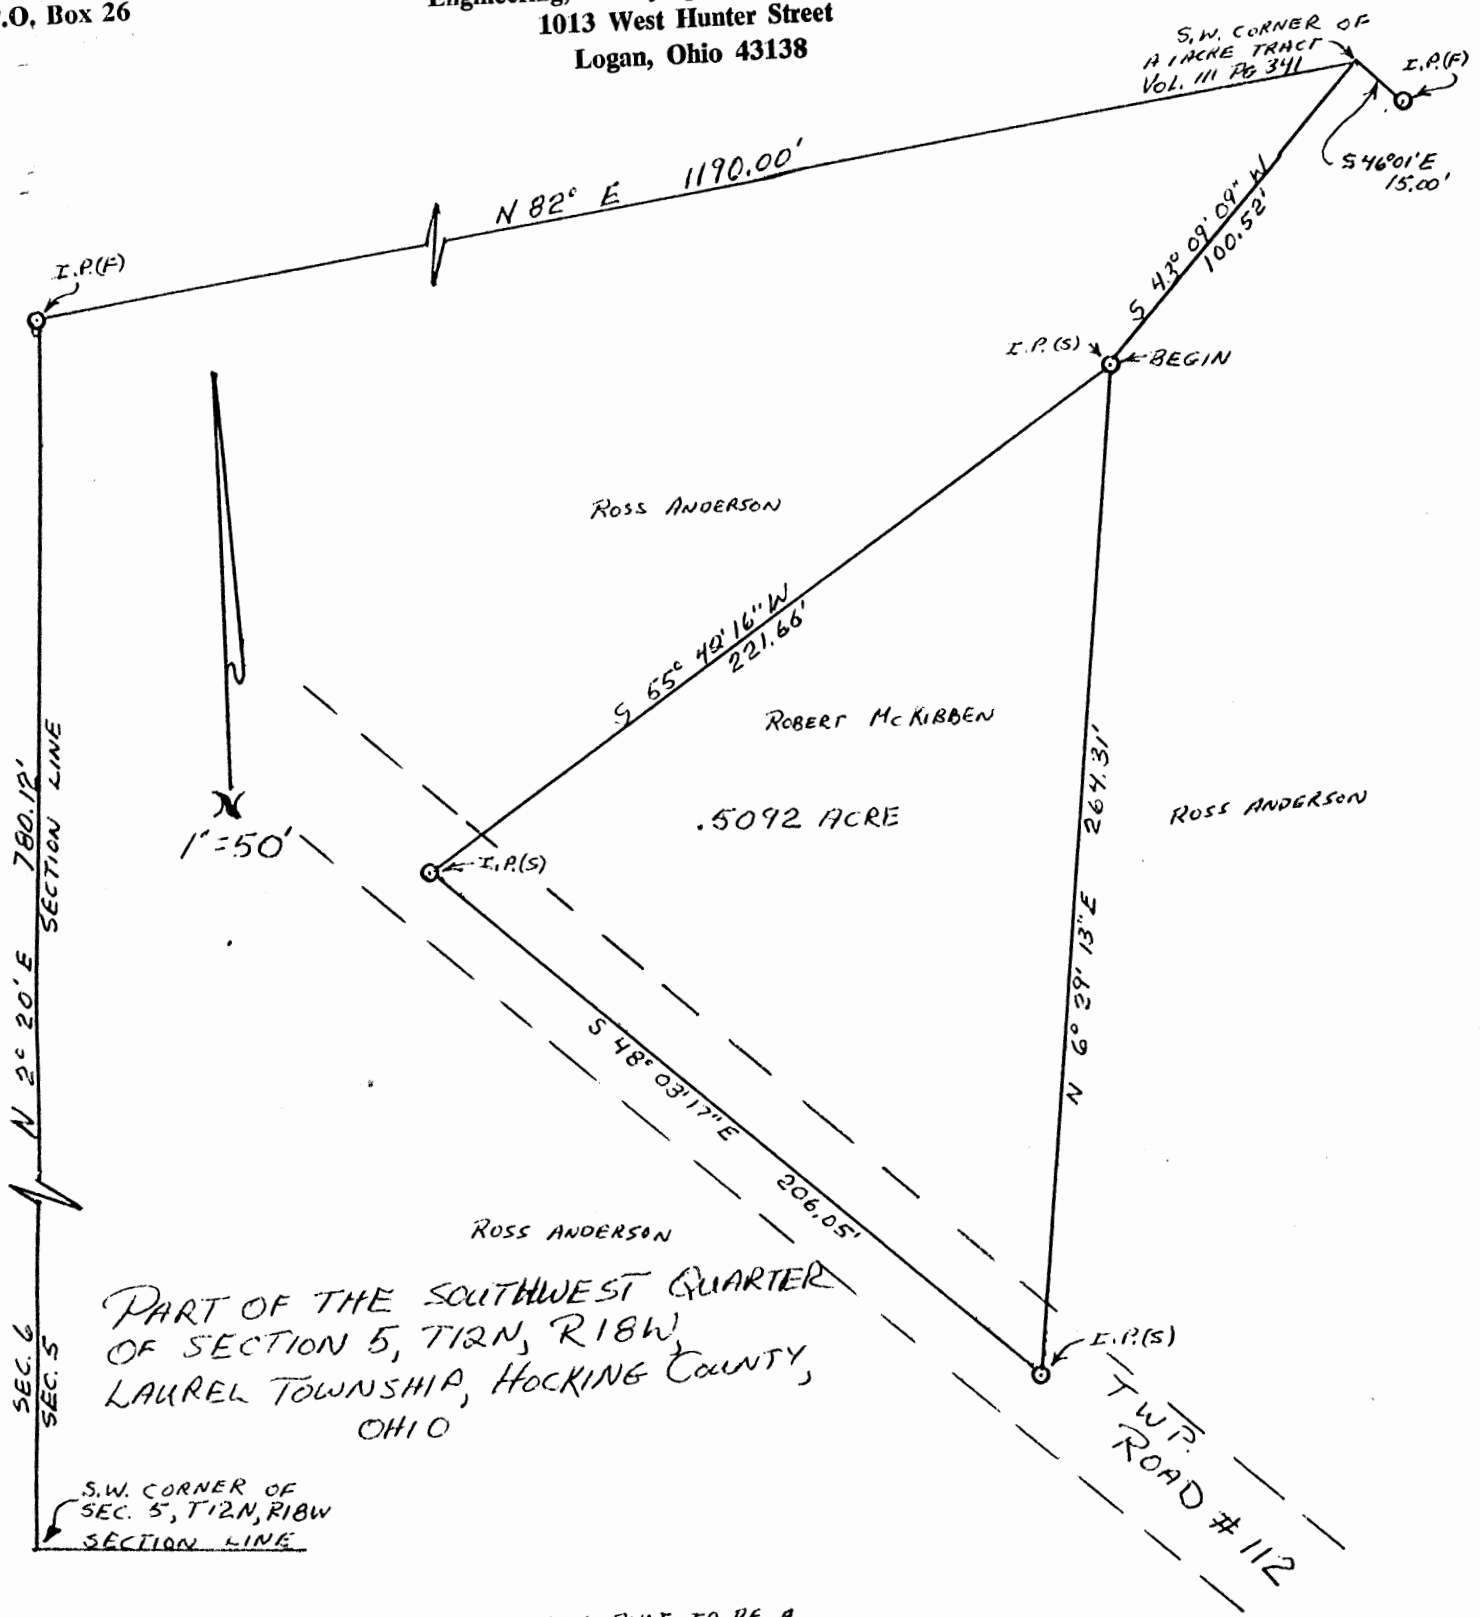 .O. Box 26
Engineering,
1013 West Hunter Street
Logan, Ohio 43138
S.W. CORNER OF
A 1 ACRE TRACT
VOL. 111 PG 341
I.P.(F)
S 46°01'E
15.00'
N 82° E 1190.00'
S 43° 09' 09" W
100.52'
I.P.(F)
I.P.(S)
BEGIN
ROSS ANDERSON
S 55° 42' 16" W
221.66'
ROBERT McKIBBEN
.5092 ACRE
ROSS ANDERSON
N 6° 29' 13" E 264.31'
N
1"=50'
N 2° 20' E 780.12'
SECTION LINE
I.P.(S)
S 48° 03' 17" E 206.05'
ROSS ANDERSON
PART OF THE SOUTHWEST QUARTER
OF SECTION 5, T12N, R18W,
LAUREL TOWNSHIP, HOCKING COUNTY,
OHIO
I.P.(S)
TWP.
ROAD # 112
SEC. 6
SEC. 5
S.W. CORNER OF
SEC. 5, T12N, R18W
SECTION LINE
TO BE A